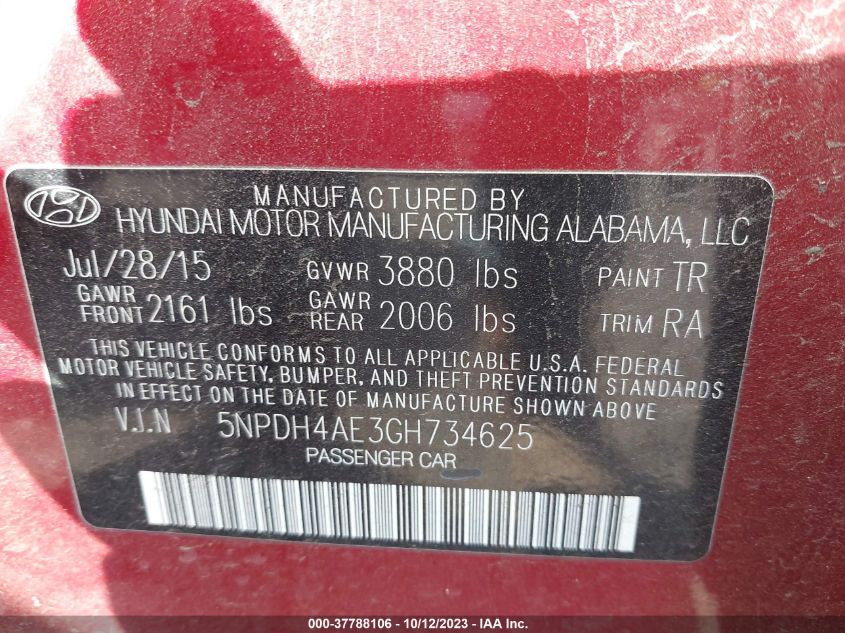 MANUFACTURED BY
HYUNDAI MOTOR MANUFACTURING ALABAMA, LLC
Jul/28/15 GVWR 3880 lbs PAINT TR
GAWR FRONT 2161 lbs GAWR REAR 2006 lbs TRIM RA
THIS VEHICLE CONFORMS TO ALL APPLICABLE U.S.A. FEDERAL
MOTOR VEHICLE SAFETY, BUMPER, AND THEFT PREVENTION STANDARDS
IN EFFECT ON THE DATE OF MANUFACTURE SHOWN ABOVE.
V.I.N 5NPDH4AE3GH734625
PASSENGER CAR
000-37788106 - 10/12/2023 - IAA Inc.